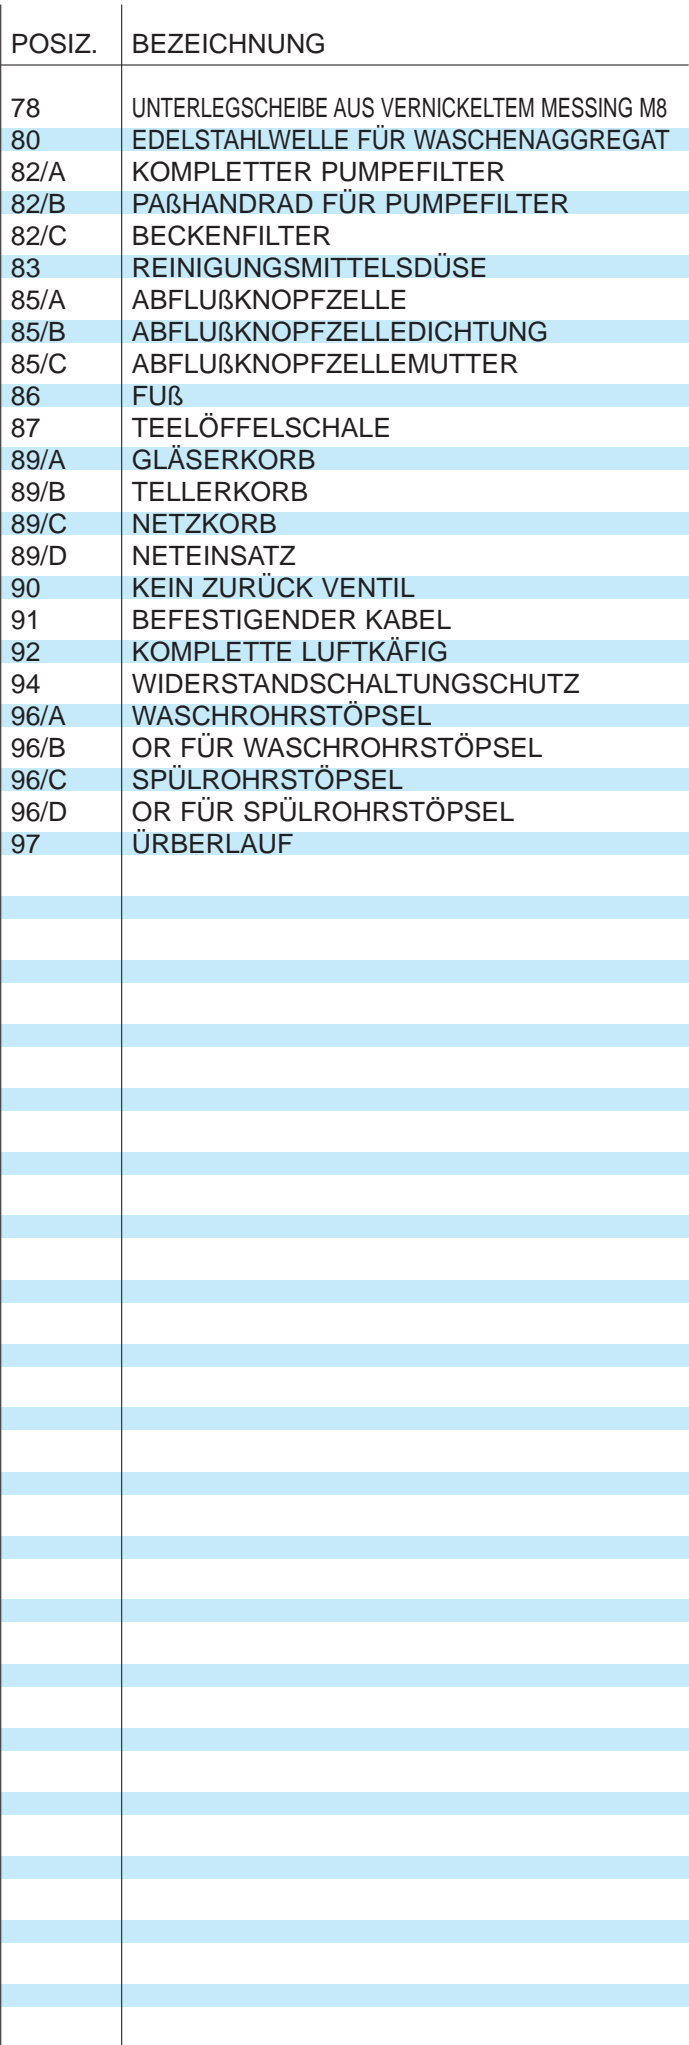 POSIZ. BEZEICHNUNG
78 UNTERLEGSCHEIBE AUS VERNICKELTEM MESSING M8
80 EDELSTAHLWELLE FÜR WASCHENAGGREGAT
82/A KOMPLETTER PUMPEFILTER
82/B PAßHANDRAD FÜR PUMPEFILTER
82/C BECKENFILTER
83 REINIGUNGSMITTELSDÜSE
85/A ABFLUßKNOPFZELLE
85/B ABFLUßKNOPFZELLEDICHTUNG
85/C ABFLUßKNOPFZELLEMUTTER
86 FUß
87 TEELÖFFELSCHALE
89/A GLÄSERKORB
89/B TELLERKORB
89/C NETZKORB
89/D NETEINSATZ
90 KEIN ZURÜCK VENTIL
91 BEFESTIGENDER KABEL
92 KOMPLETTE LUFTKÄFIG
94 WIDERSTANDSCHALTUNGSCHUTZ
96/A WASCHROHRSTÖPSEL
96/B OR FÜR WASCHROHRSTÖPSEL
96/C SPÜLROHRSTÖPSEL
96/D OR FÜR SPÜLROHRSTÖPSEL
97 ÜRBERLAUF